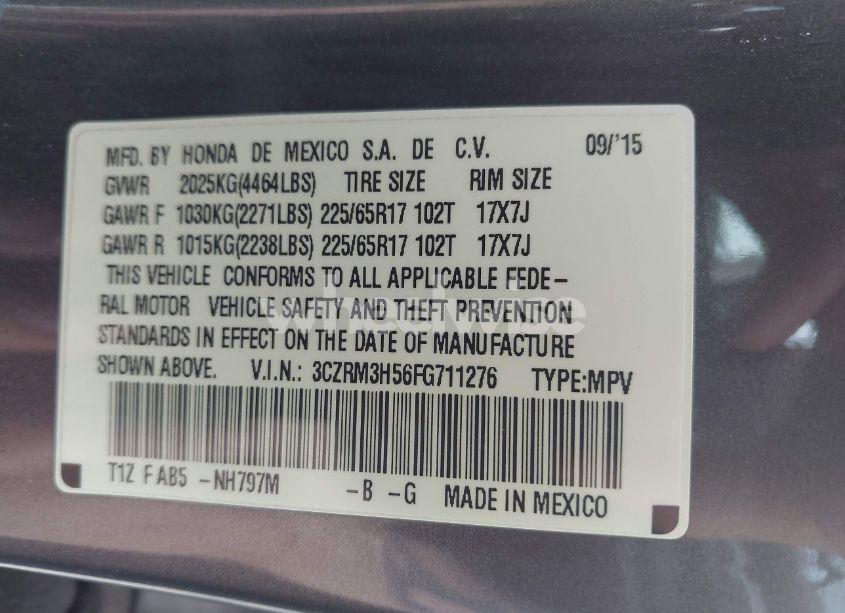 MFD. BY HONDA DE MEXICO S.A. DE C.V. 09/'15
GVWR 2025KG(4464LBS) TIRE SIZE RIM SIZE
GAWR F 1030KG(2271LBS) 225/65R17 102T 17X7J
GAWR R 1015KG(2238LBS) 225/65R17 102T 17X7J
THIS VEHICLE CONFORMS TO ALL APPLICABLE FEDE-
RAL MOTOR VEHICLE SAFETY AND THEFT PREVENTION
wheelwise
STANDARDS IN EFFECT ON THE DATE OF MANUFACTURE
SHOWN ABOVE. V.I.N.: 3CZRM3H56FG711276 TYPE:MPV
T1Z F AB5 -NH797M -B -G MADE IN MEXICO